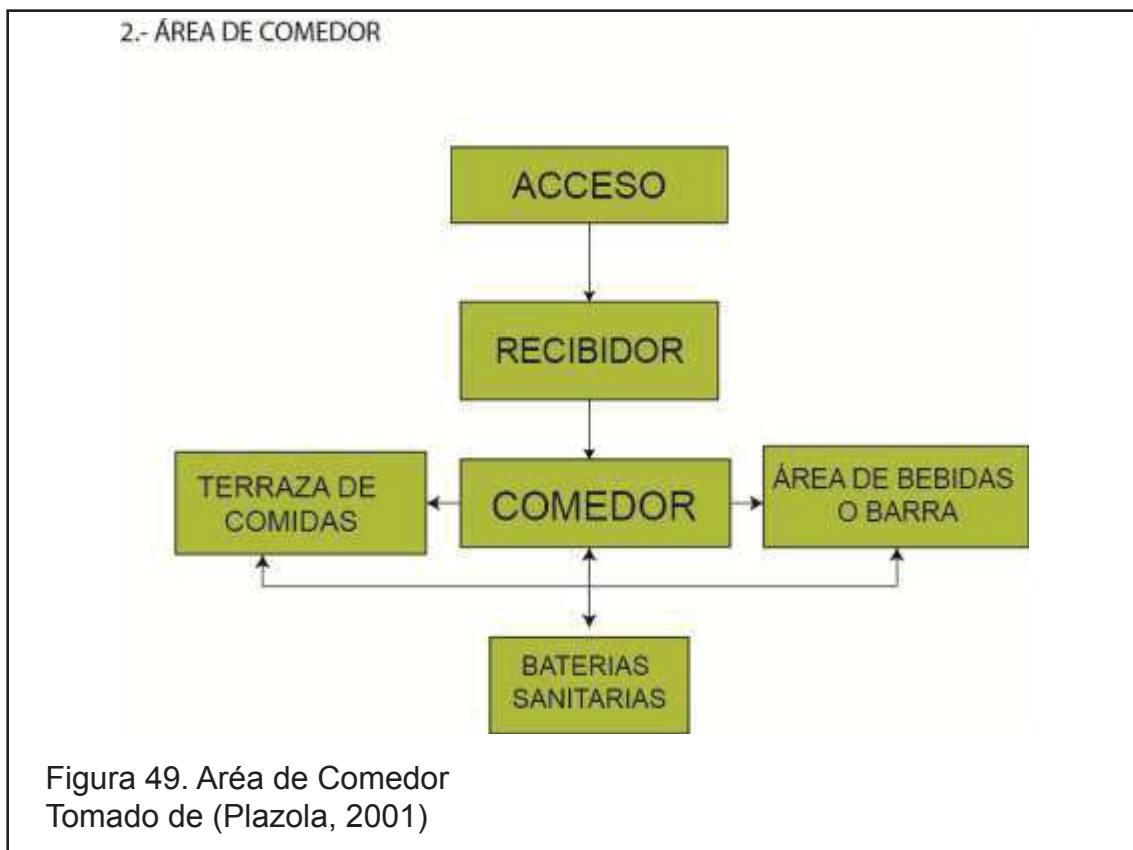 2.- ÁREA DE COMEDOR
ACCESO
RECIBIDOR
TERRAZA DE
COMIDAS
COMEDOR
ÁREA DE BEBIDAS
O BARRA
BATERIAS
SANITARIAS
Figura 49. Aréa de Comedor
Tomado de (Plazola, 2001)